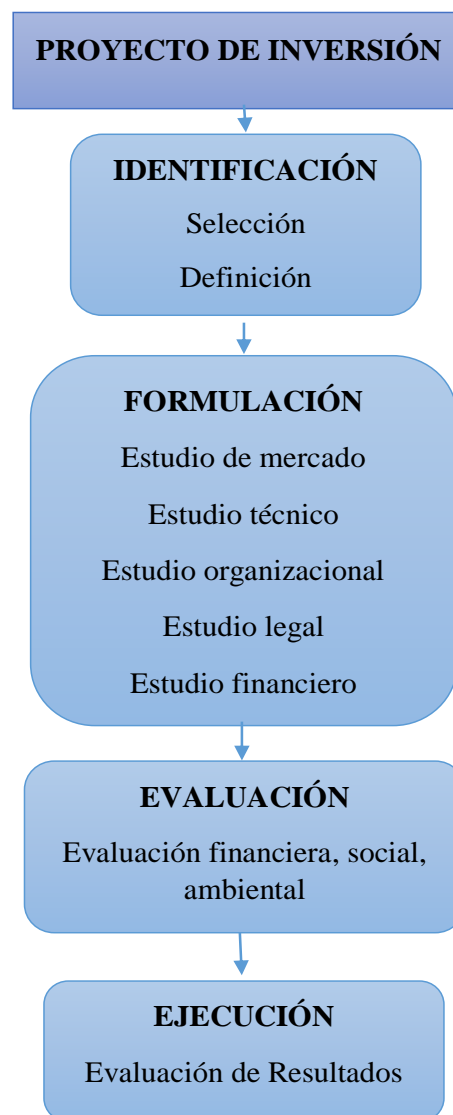 PROYECTO DE INVERSIÓN
IDENTIFICACIÓN
Selección
Definición
FORMULACIÓN
Estudio de mercado
Estudio técnico
Estudio organizacional
Estudio legal
Estudio financiero
EVALUACIÓN
Evaluación financiera, social,
ambiental
EJECUCIÓN
Evaluación de Resultados